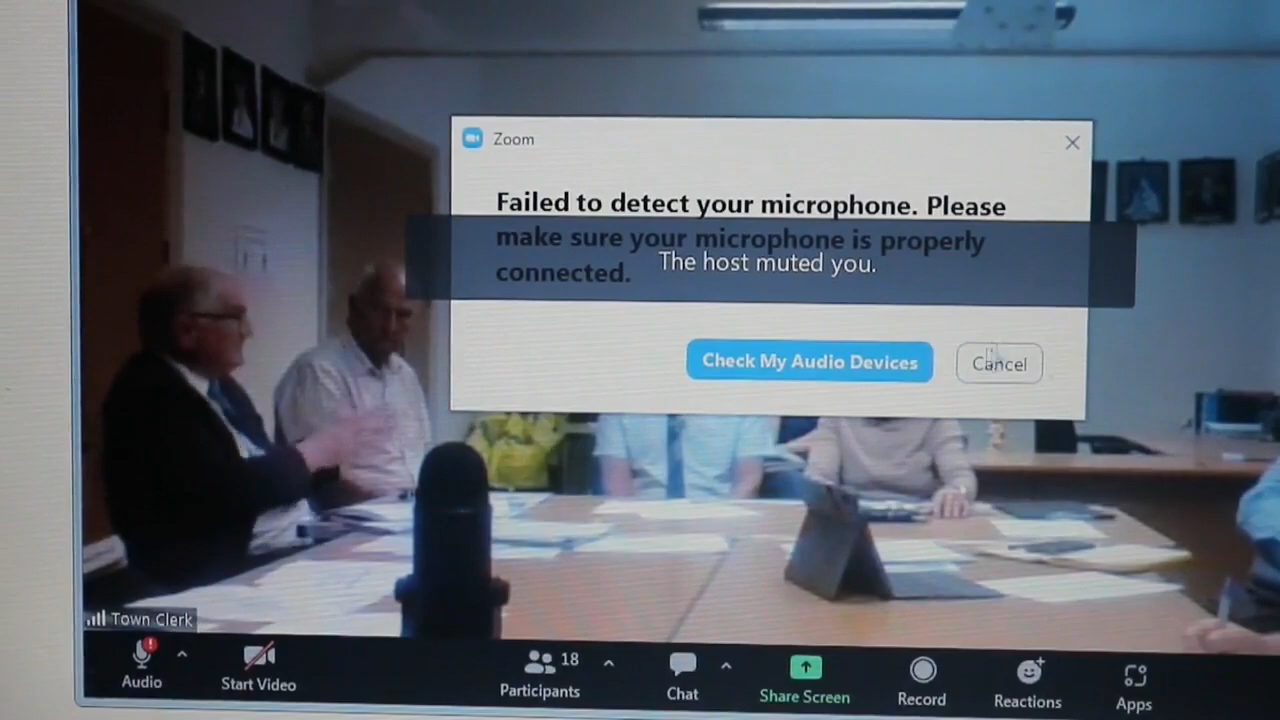 Zoom
Failed to detect your microphone. Please
make sure your microphone is properly
connected.
The host muted you.
Check My Audio Devices
Cancel
Town Clerk
Audio
Start Video
18
Participants
Chat
Share Screen
Record
Reactions
Apps